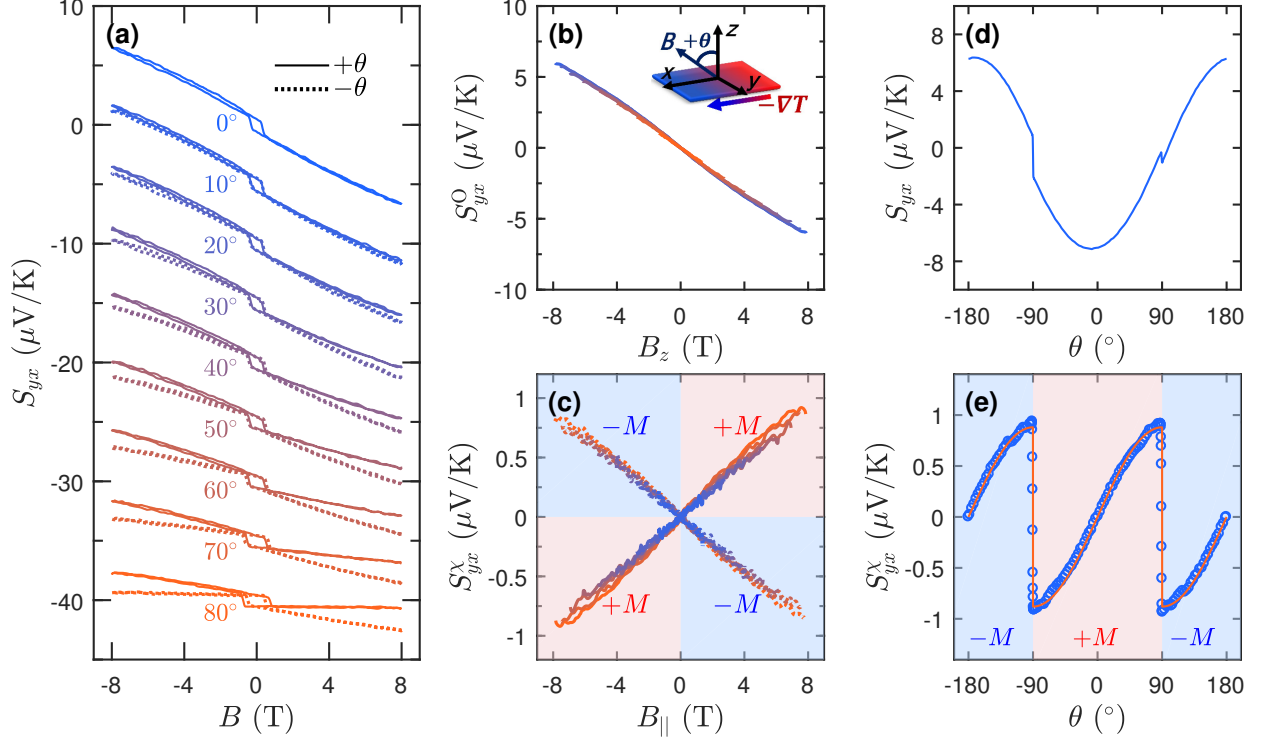 (a)
+θ
−θ
0°
10°
20°
30°
40°
50°
60°
70°
80°
10
0
-10
-20
-30
-40
S_yx (μV/K)
-8 -4 0 4 8
B (T)
(b)
B +θ z
x y
−∇T
10
5
0
-5
-10
S^O_yx (μV/K)
-8 -4 0 4 8
B_z (T)
(c)
−M +M
+M −M
1
0.5
0
-0.5
-1
S^χ_yx (μV/K)
-8 -4 0 4 8
B_|| (T)
(d)
8
4
0
-4
-8
S_yx (μV/K)
-180 -90 0 90 180
θ (°)
(e)
1
0.5
0
-0.5
-1
S^χ_yx (μV/K)
−M +M −M
-180 -90 0 90 180
θ (°)